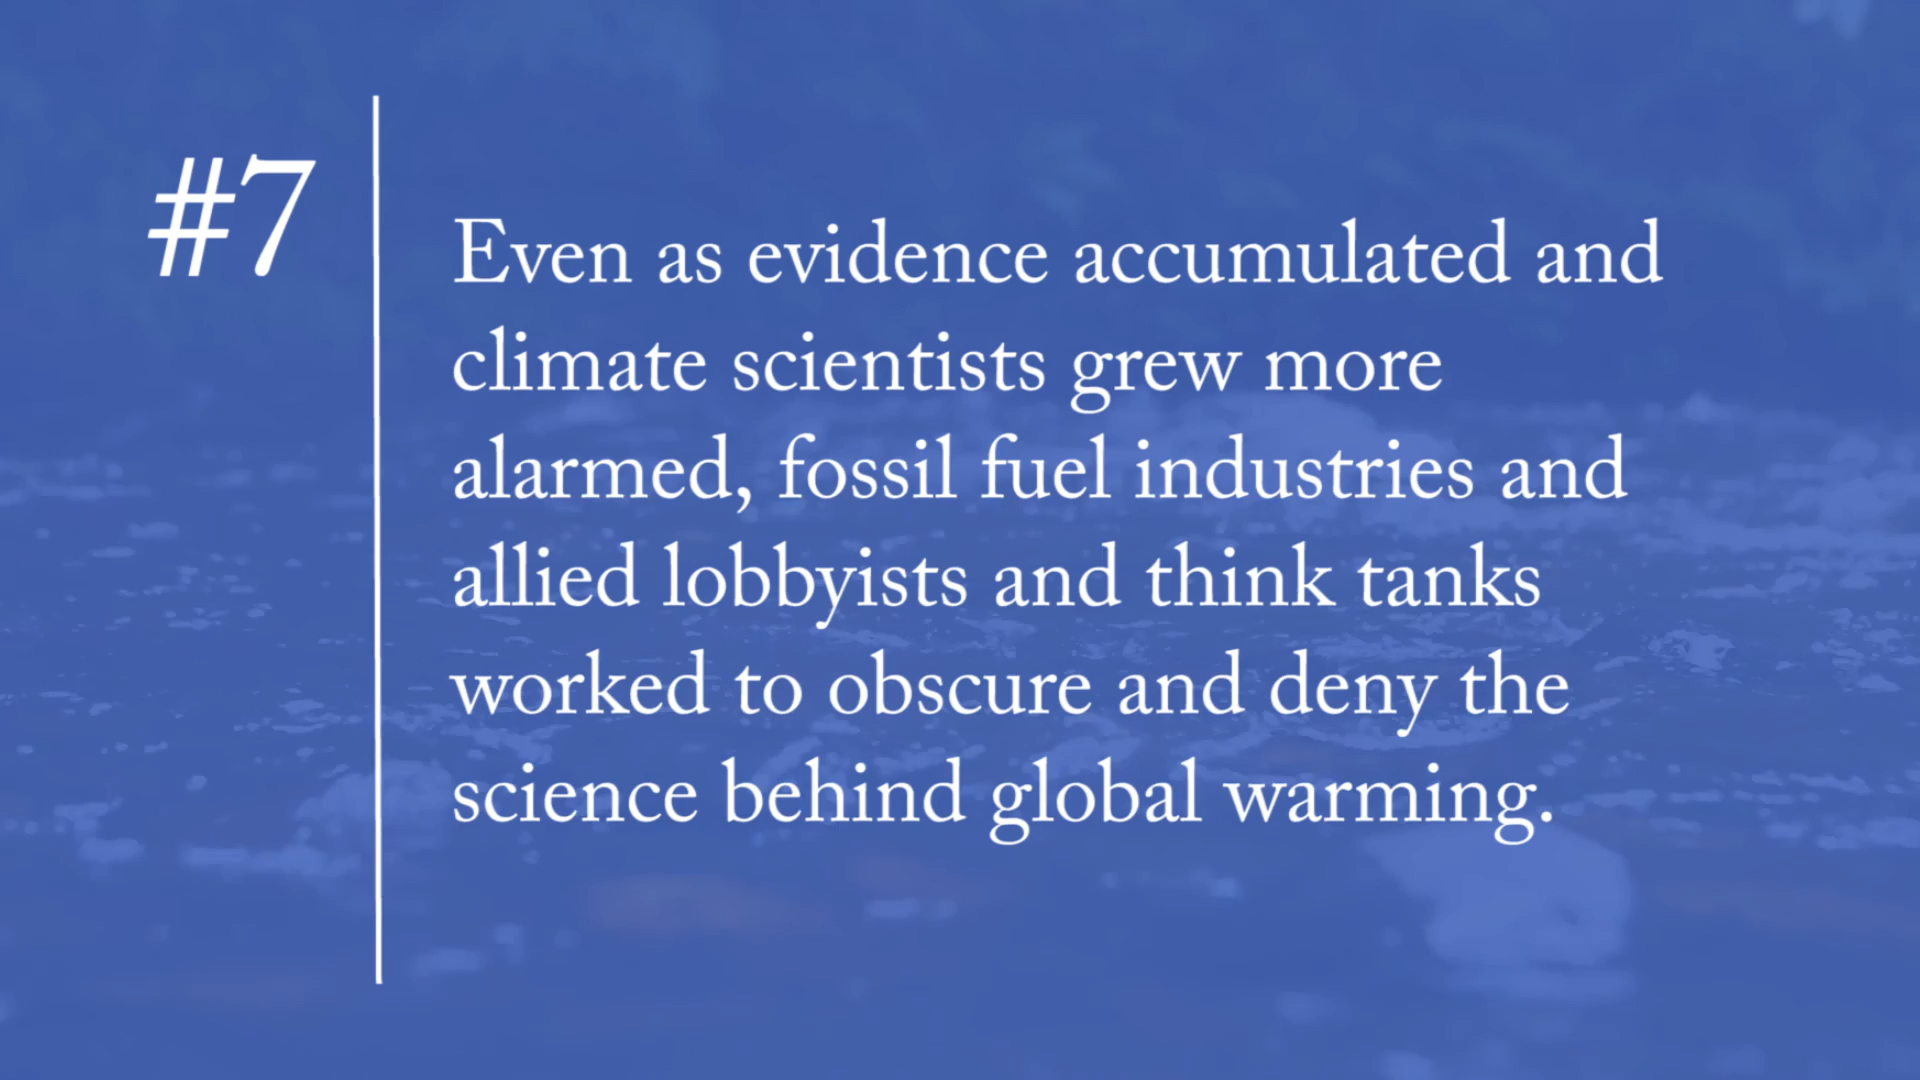 #7
Even as evidence accumulated and
climate scientists grew more
alarmed, fossil fuel industries and
allied lobbyists and think tanks
worked to obscure and deny the
science behind global warming.